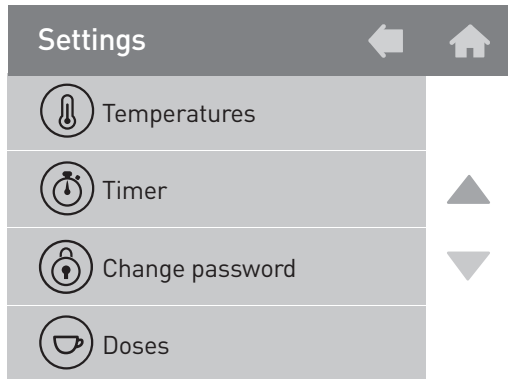 Settings
Temperatures
Timer
Change password
Doses